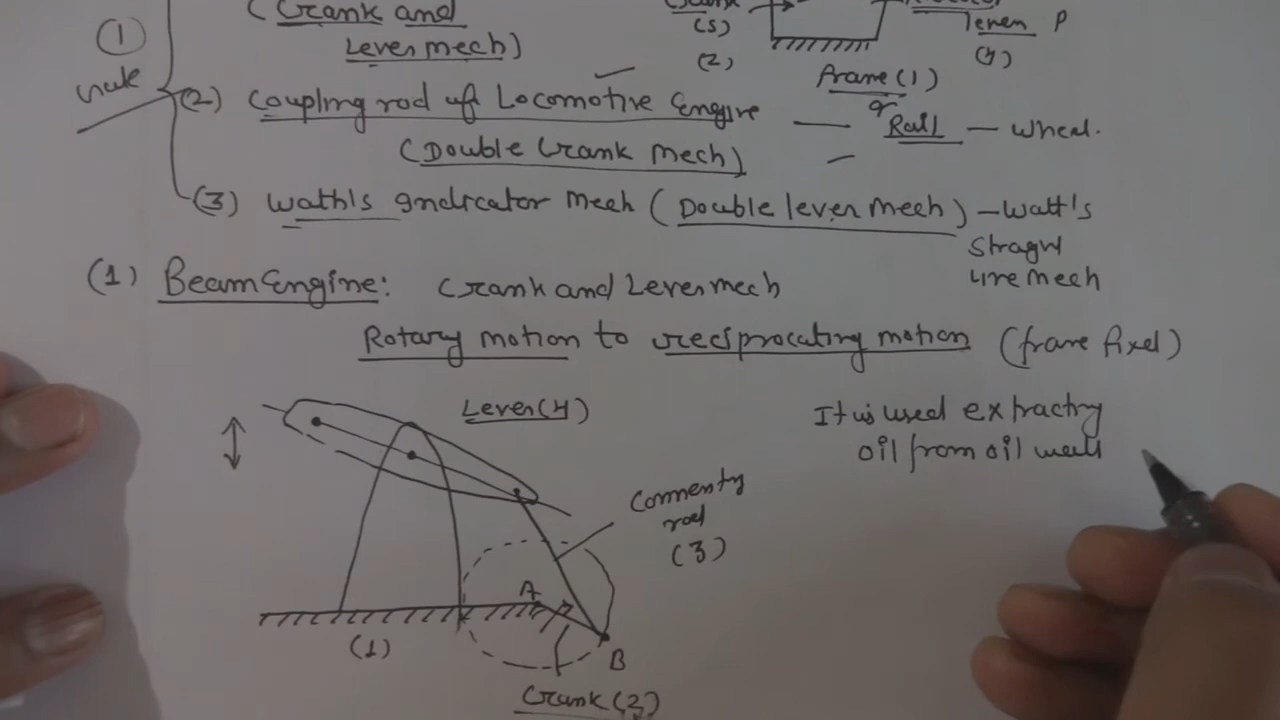 (Crank and
Lever mech)
(S)
(2)
lever P
(4)
Frame (1)
or
Rail — wheel.
(1)
(2) Coupling rod of Locomotive Engine —
(Double Crank Mech)
(3) Wath's Indicator Mech (Double lever Mech) — Watt's
Straght
line mech
(1) Beam Engine: Crank and Lever mech
Rotary motion to reciprocating motion (frame fixed)
Lever (4)
It is used extracting
oil from oil well
Connecting
rod
(3)
A
(1)
B
Crank (2)